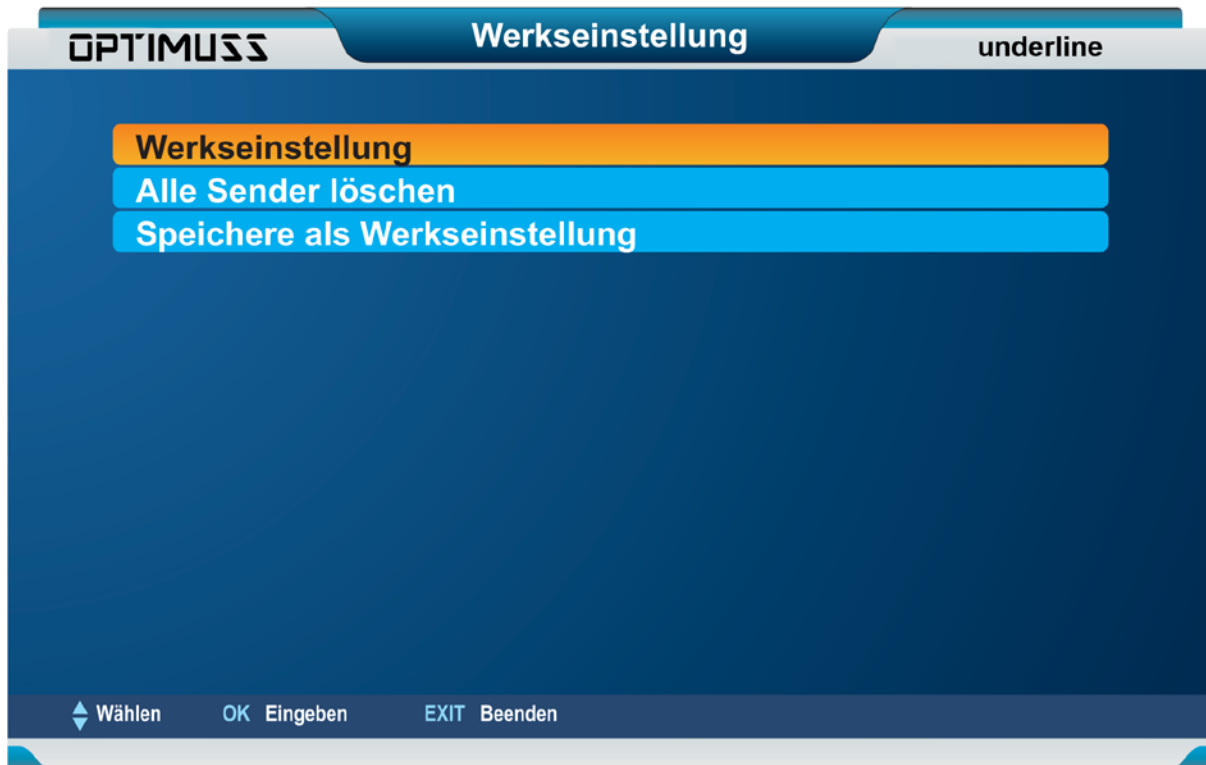 OPTIMUSS
Werkseinstellung
underline
Werkseinstellung
Alle Sender löschen
Speichere als Werkseinstellung
Wählen OK Eingeben EXIT Beenden